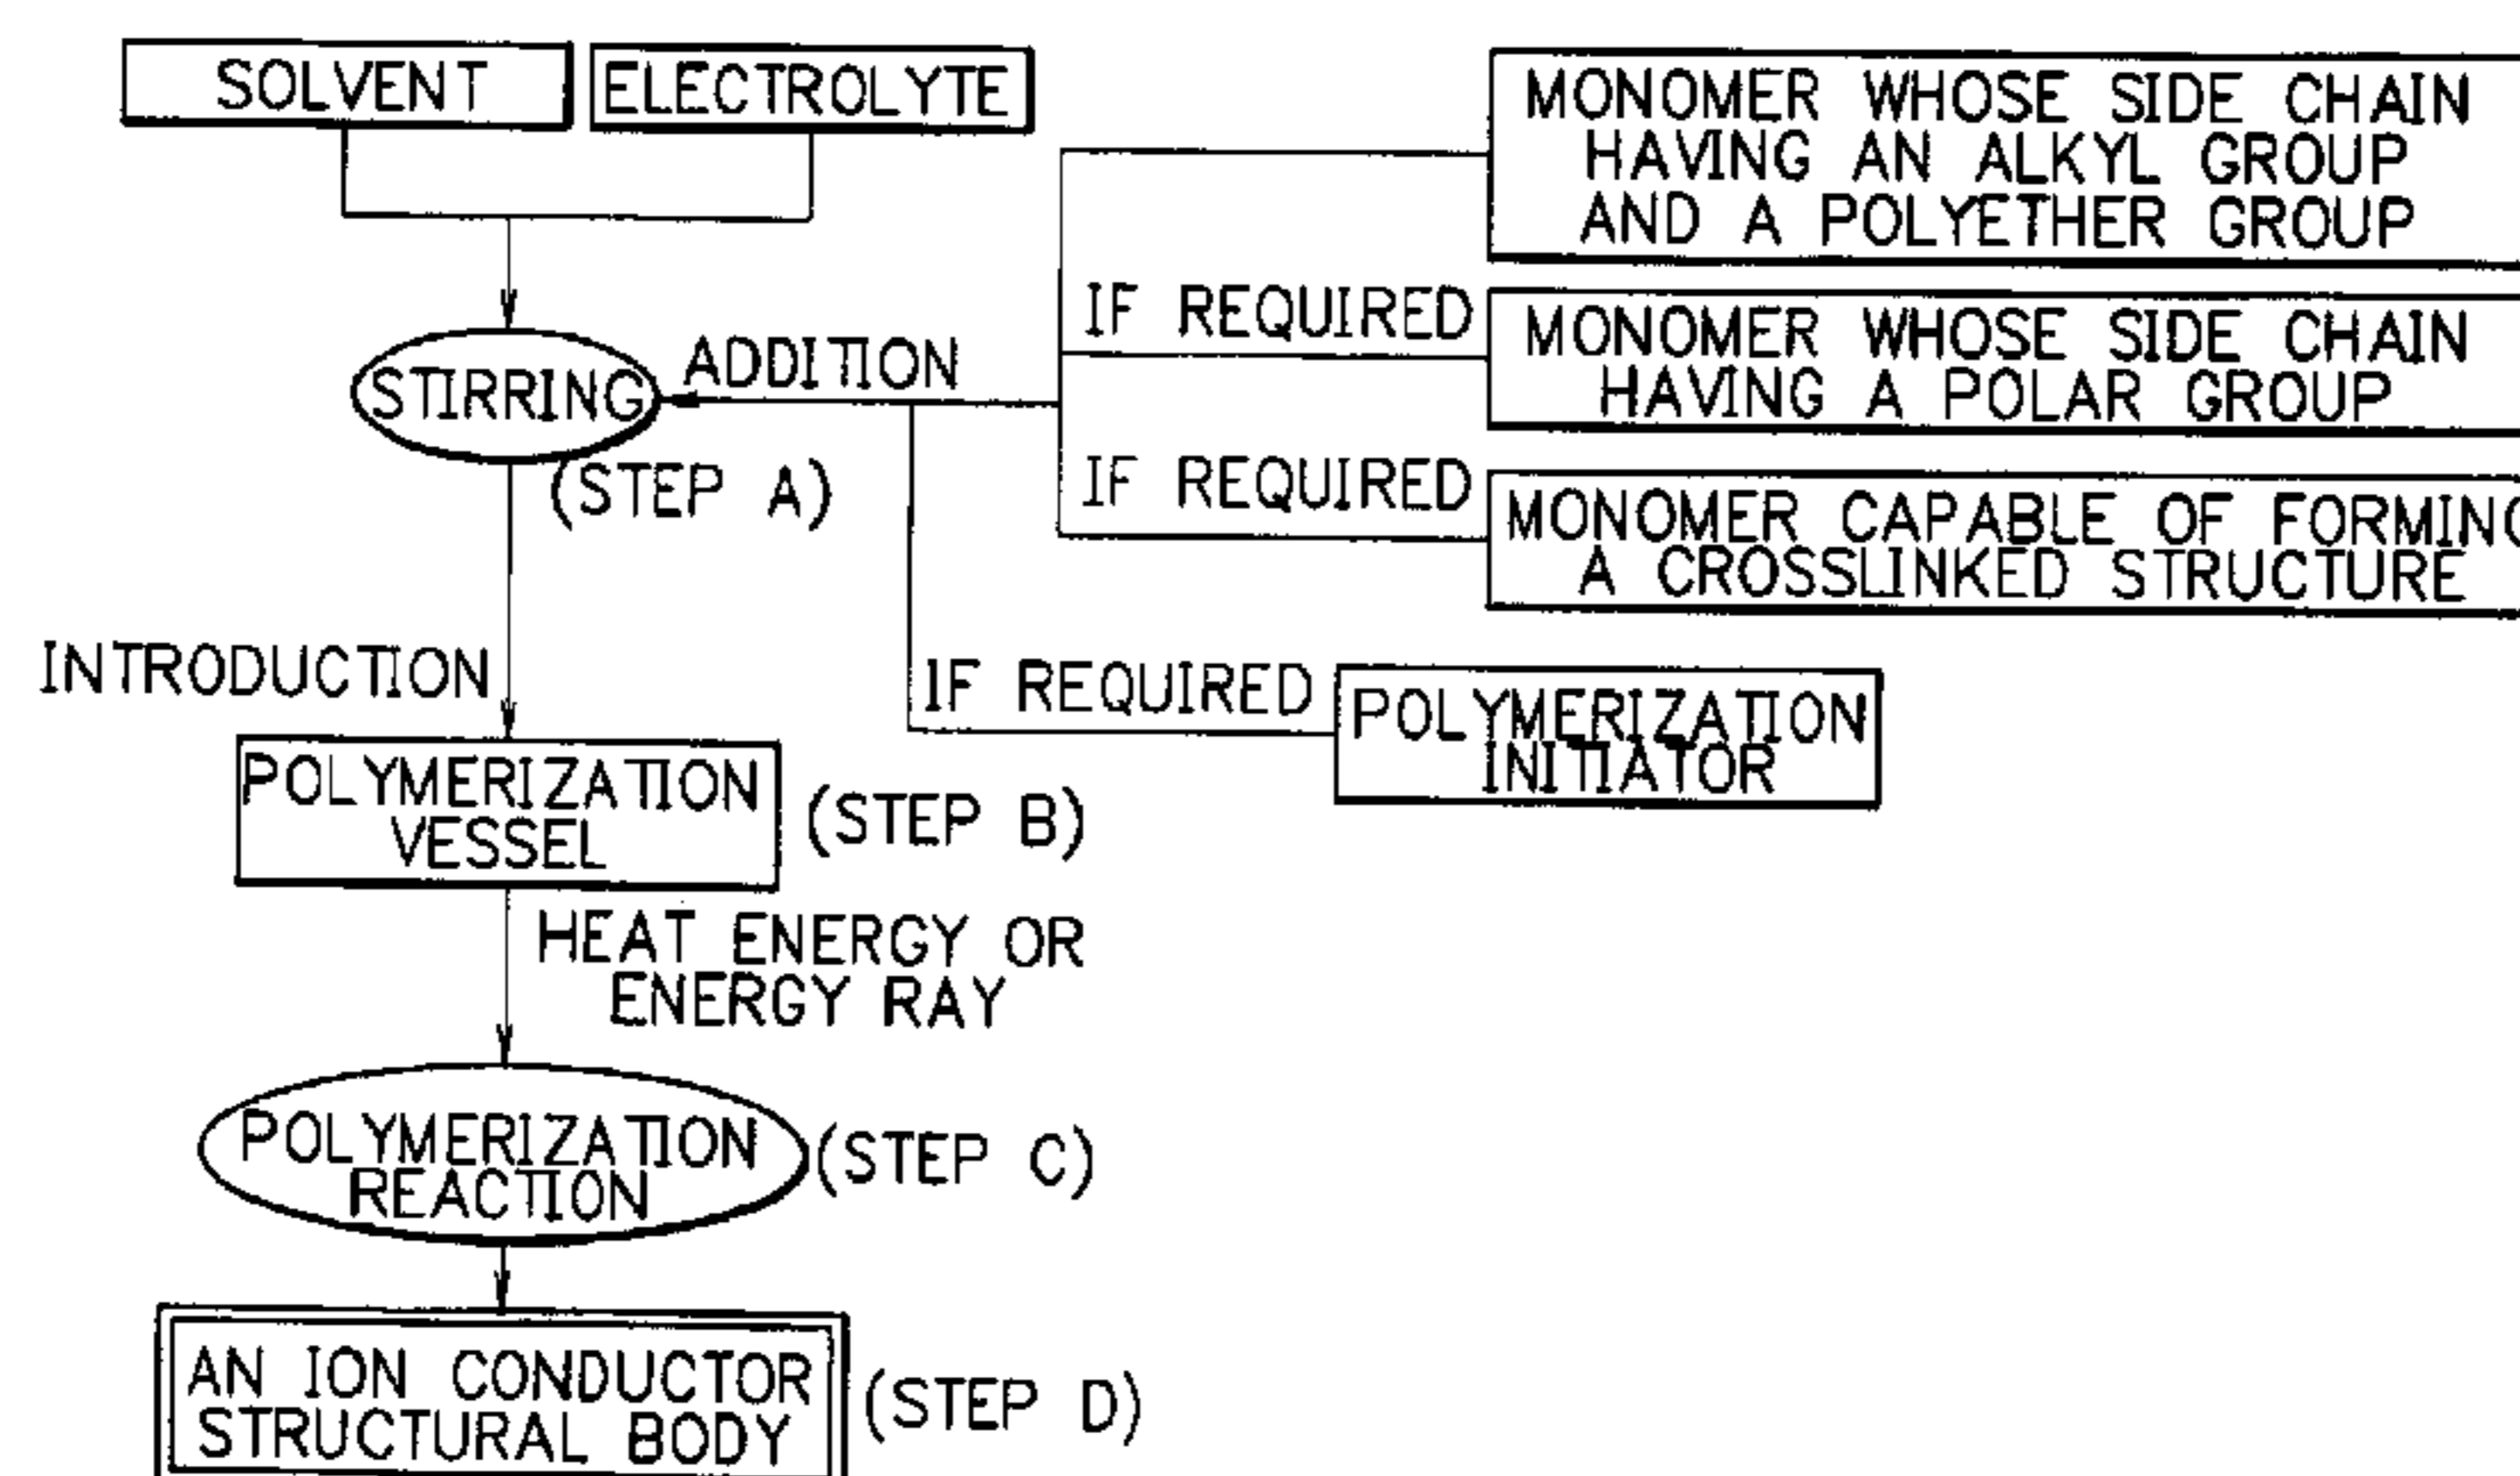 SOLVENT
ELECTROLYTE
MONOMER WHOSE SIDE CHAIN
HAVING AN ALKYL GROUP
AND A POLYETHER GROUP
IF REQUIRED
MONOMER WHOSE SIDE CHAIN
HAVING A POLAR GROUP
ADDITION
STIRRING
(STEP A)
IF REQUIRED
MONOMER CAPABLE OF FORMING
A CROSSLINKED STRUCTURE
INTRODUCTION
IF REQUIRED
POLYMERIZATION
INITIATOR
POLYMERIZATION
VESSEL
(STEP B)
HEAT ENERGY OR
ENERGY RAY
POLYMERIZATION
REACTION
(STEP C)
AN ION CONDUCTOR
STRUCTURAL BODY
(STEP D)